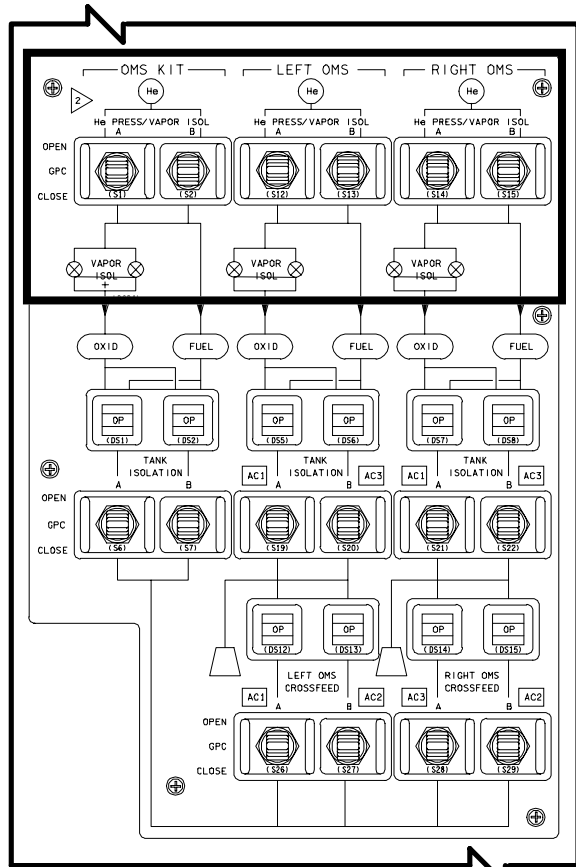 OMS KIT LEFT OMS RIGHT OMS
2 He He He
He PRESS/VAPOR ISOL He PRESS/VAPOR ISOL He PRESS/VAPOR ISOL
A B A B A B
OPEN
GPC
CLOSE (S1) (S2) (S12) (S13) (S14) (S15)
VAPOR ISOL VAPOR ISOL VAPOR ISOL
OXID FUEL OXID FUEL OXID FUEL
OP OP OP OP OP OP
(DS1) (DS2) (DS5) (DS6) (DS7) (DS8)
TANK ISOLATION TANK ISOLATION TANK ISOLATION
A B AC1 A B AC3 AC1 A B AC3
OPEN
GPC
CLOSE (S6) (S7) (S19) (S20) (S21) (S22)
OP OP OP OP
(DS12) (DS13) (DS14) (DS15)
LEFT OMS CROSSFEED RIGHT OMS CROSSFEED
AC1 A B AC2 AC3 A B AC2
OPEN
GPC
CLOSE (S26) (S27) (S28) (S29)